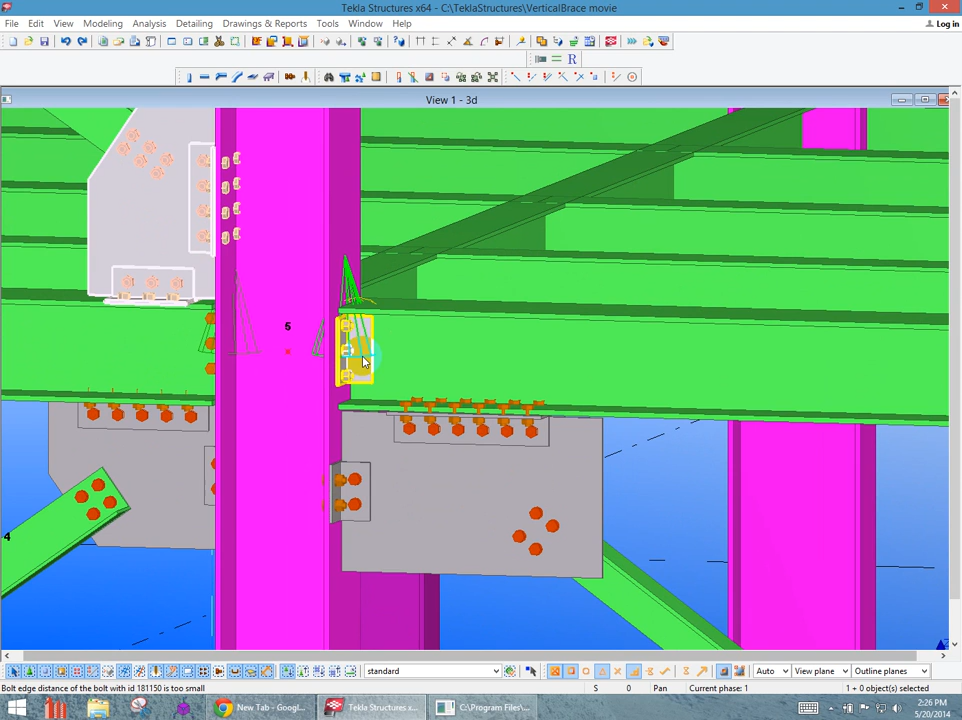 Tekla Structures x64 - C:\TeklaStructures\VerticalBrace movie
File Edit View Modeling Analysis Detailing Drawings & Reports Tools Window Help
Log in
R
View 1 - 3d
5
4
standard
Auto
View plane
Outline planes
Bolt edge distance of the bolt with id 181150 is too small
S 0 Pan Current phase: 1 1 + 0 object(s) selected
New Tab - Googl...
Tekla Structures x...
C:\Program Files\...
2:26 PM
5/20/2014